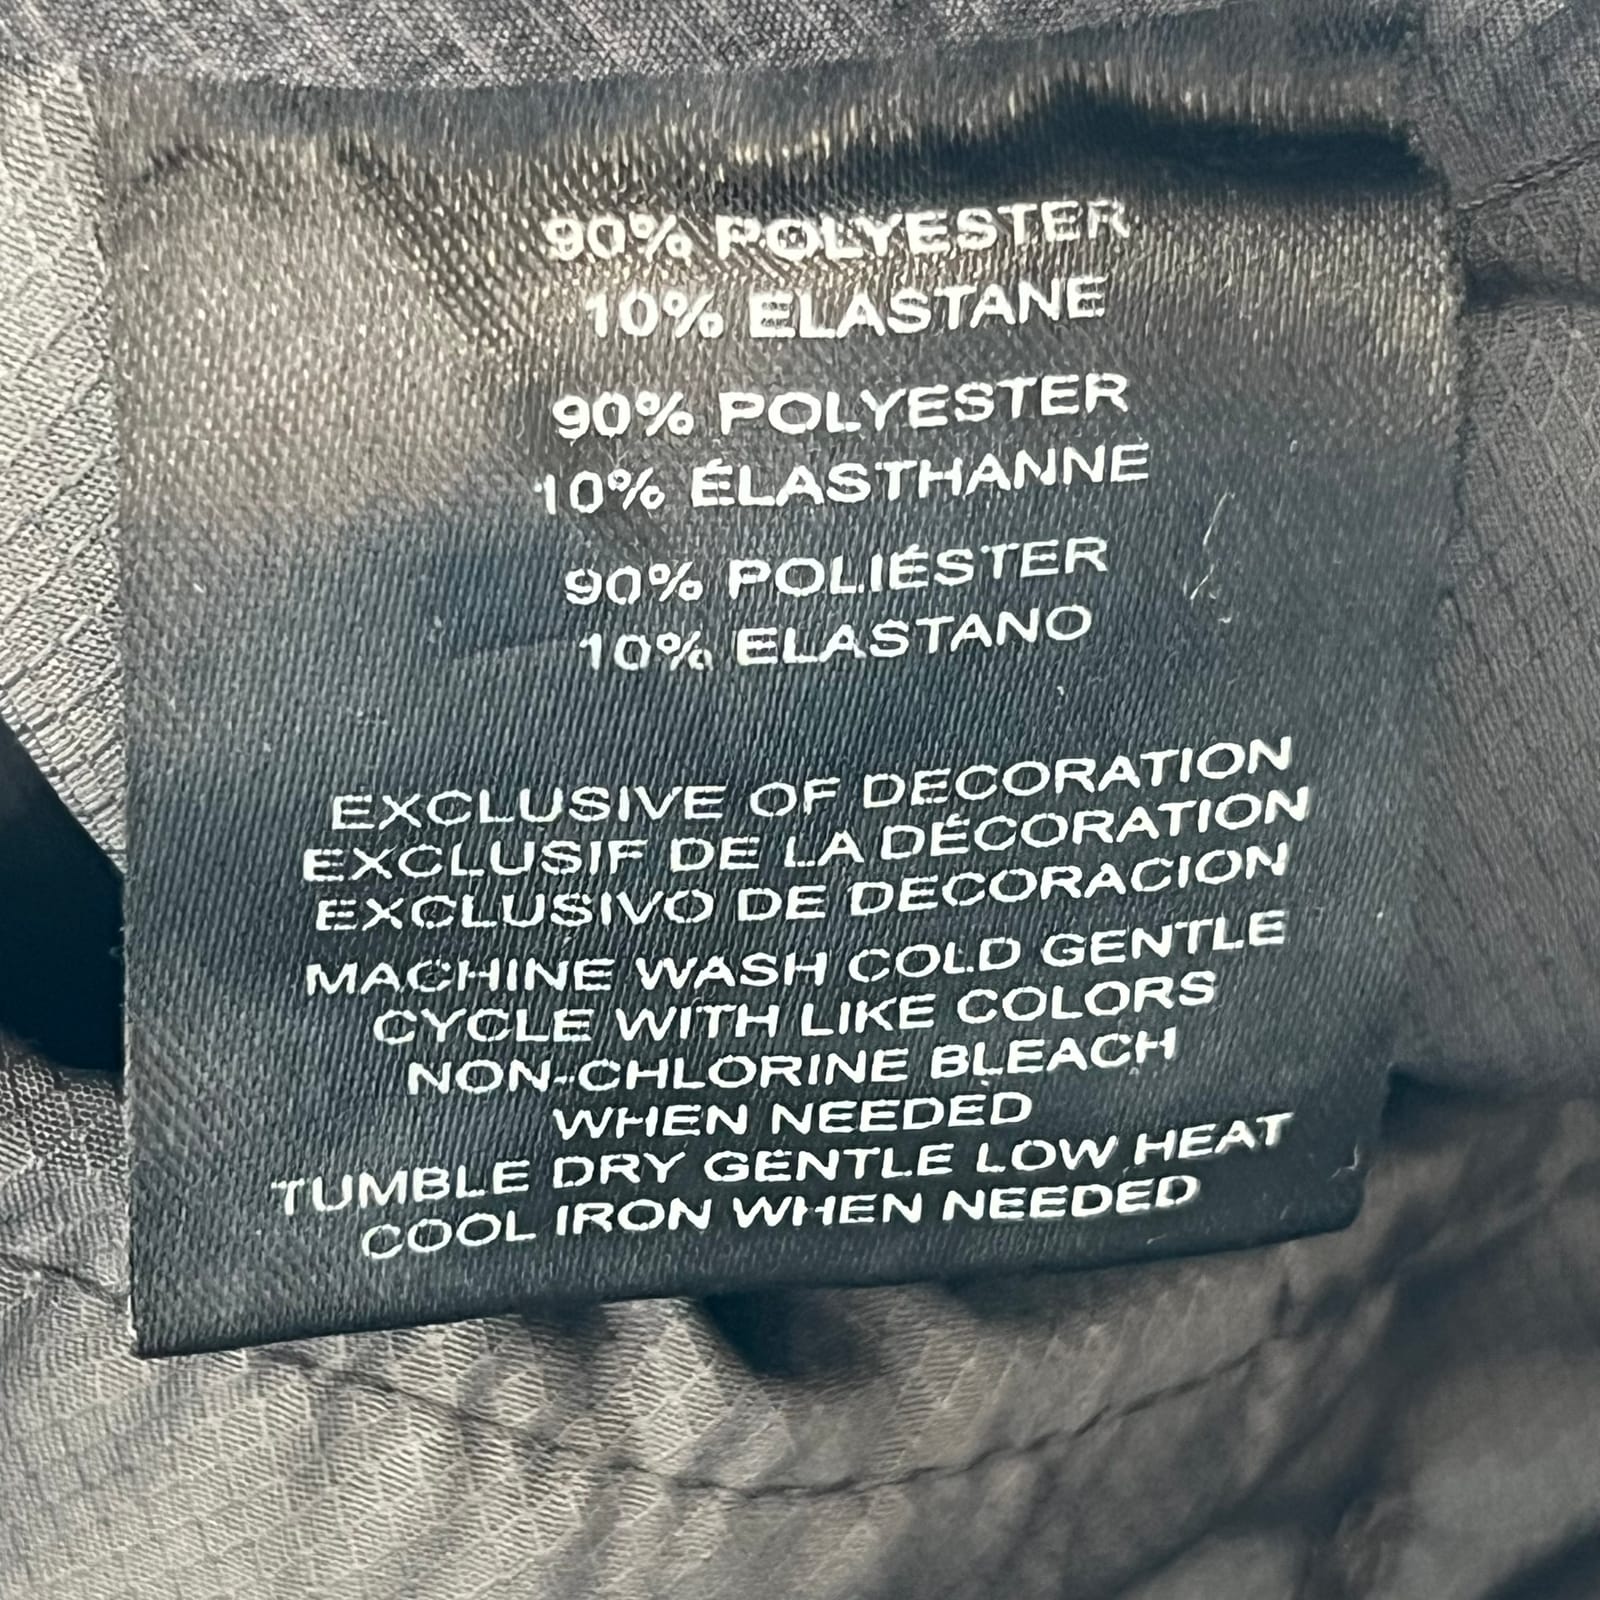 90% POLYESTER
10% ELASTANE
90% POLYESTER
10% ÉLASTHANNE
90% POLIÉSTER
10% ELASTANO
EXCLUSIVE OF DECORATION
EXCLUSIF DE LA DÉCORATION
EXCLUSIVO DE DECORACION
MACHINE WASH COLD GENTLE
CYCLE WITH LIKE COLORS
NON-CHLORINE BLEACH
WHEN NEEDED
TUMBLE DRY GENTLE LOW HEAT
COOL IRON WHEN NEEDED